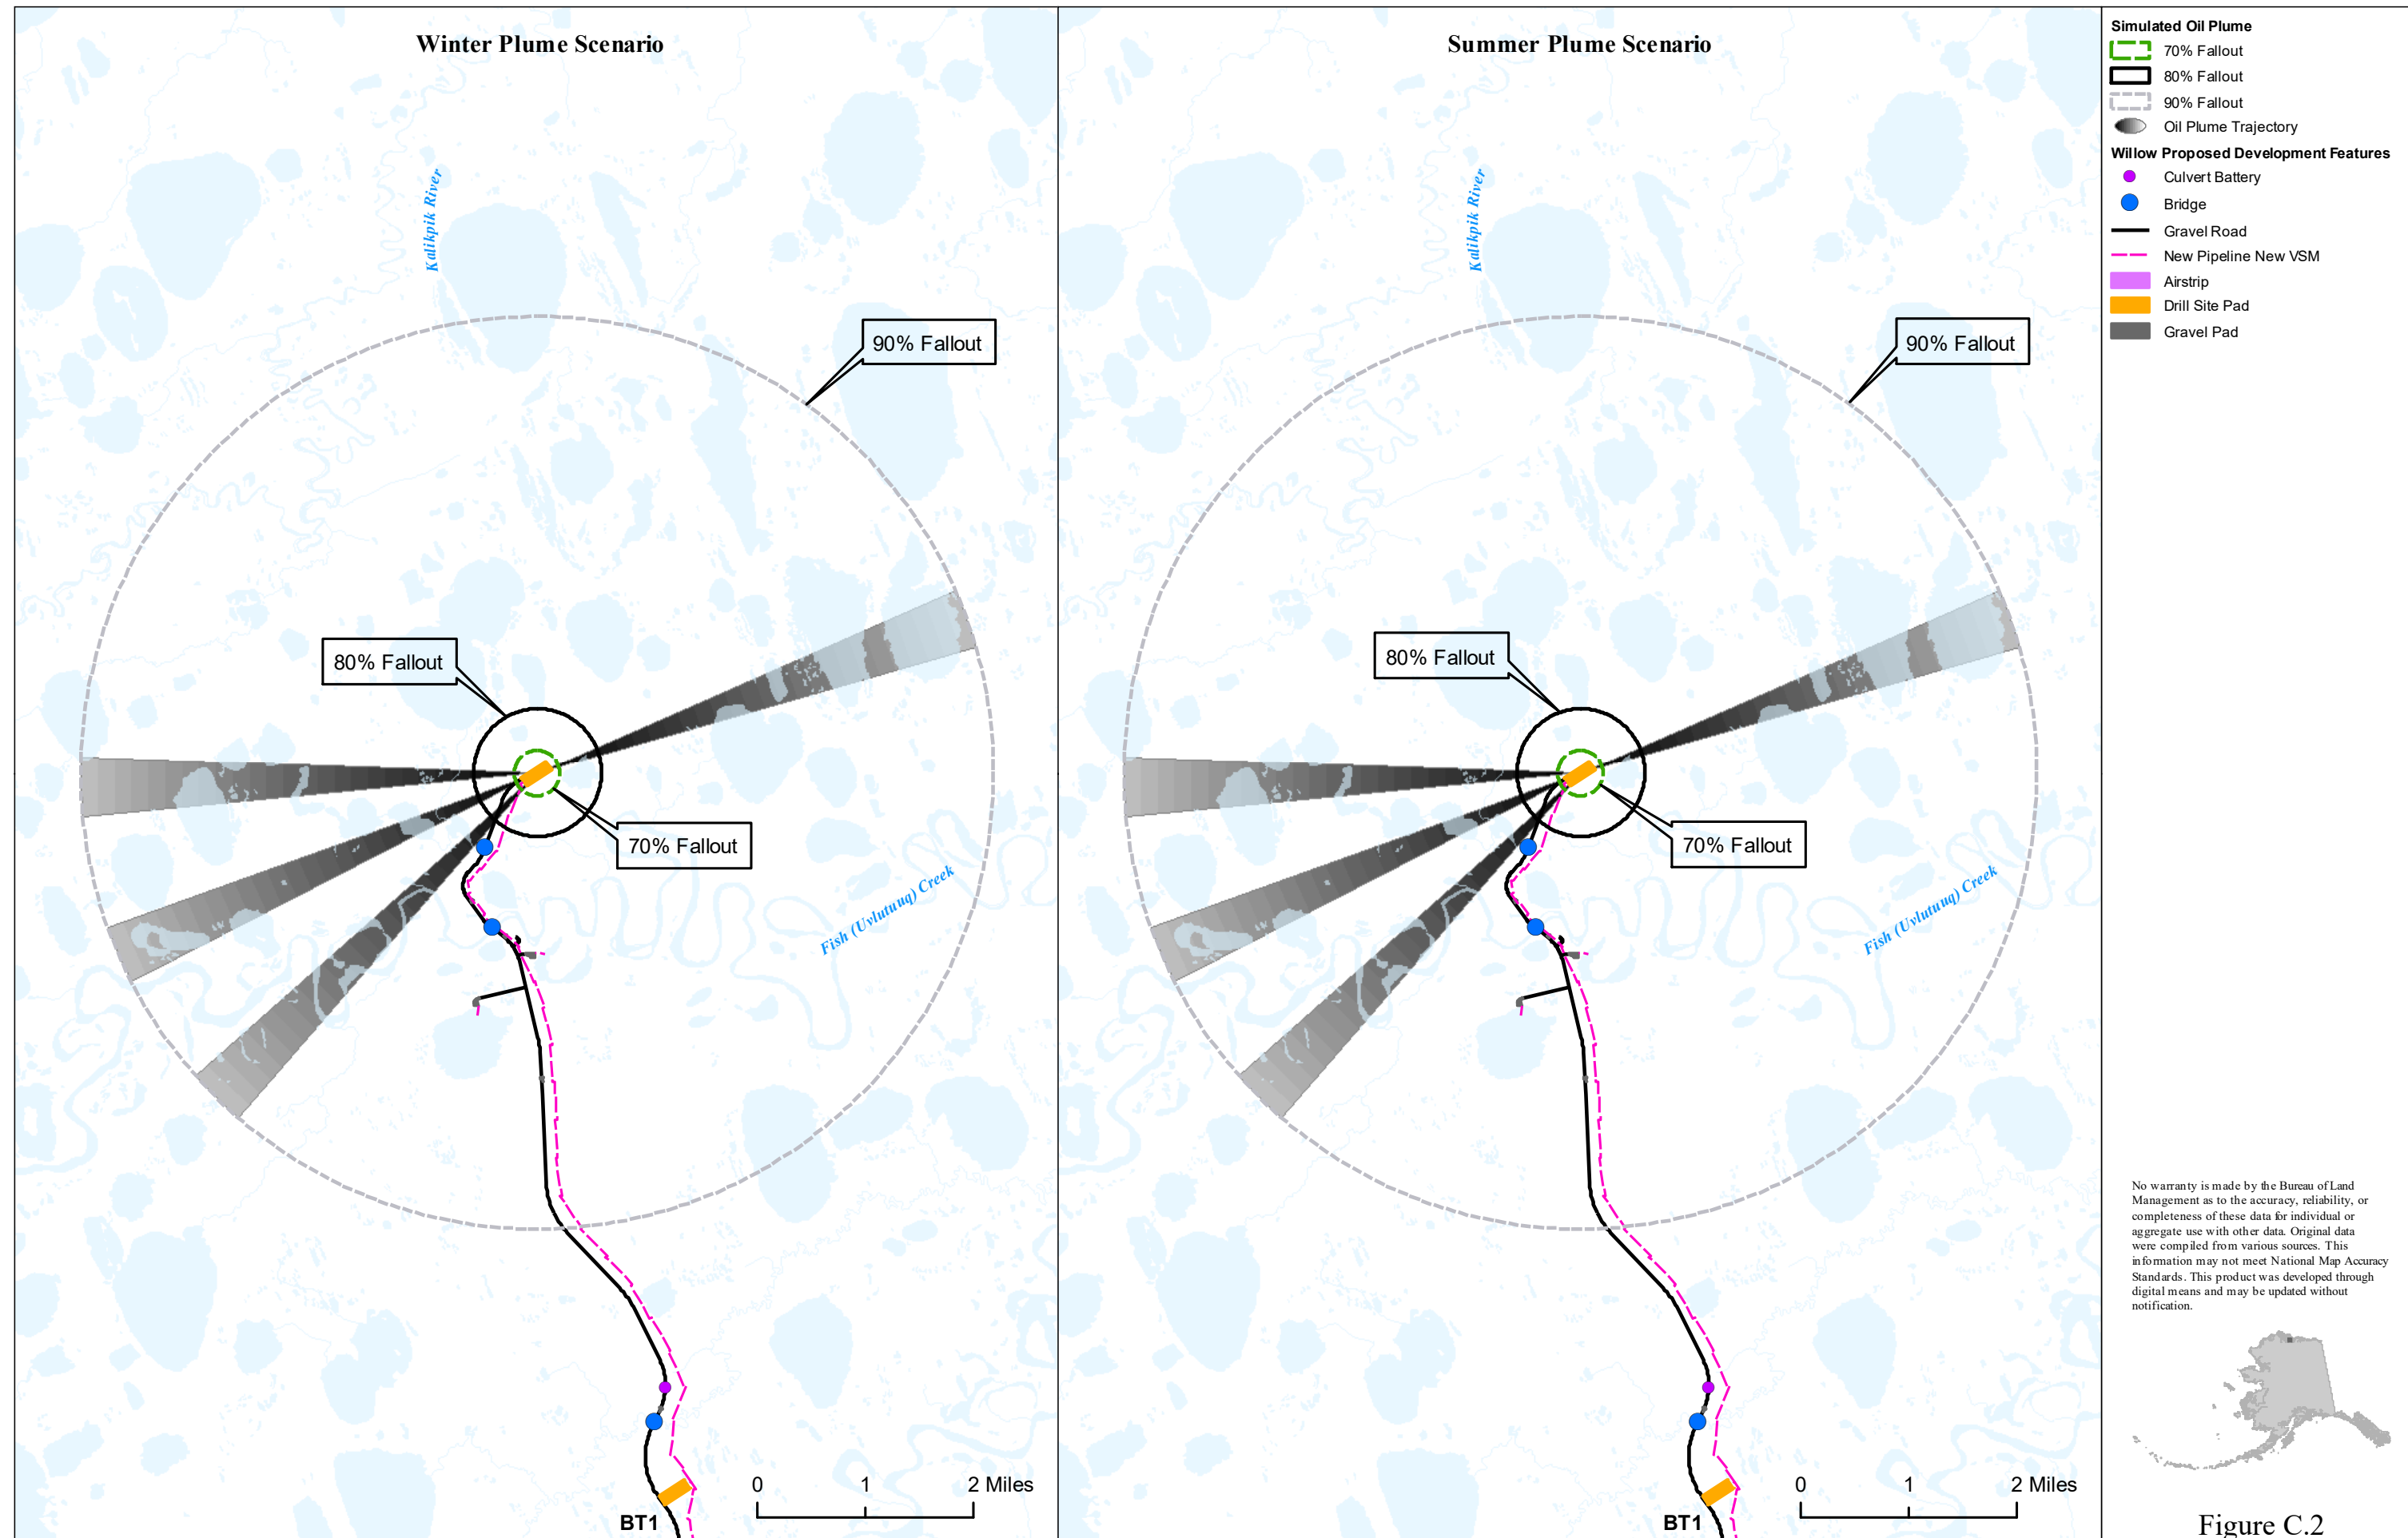 Winter Plume Scenario
Kalikpik River
90% Fallout
80% Fallout
70% Fallout
Fish (Uvlutuuq) Creek
BT1
0 1 2 Miles
Summer Plume Scenario
Kalikpik River
90% Fallout
80% Fallout
70% Fallout
Fish (Uvlutuuq) Creek
BT1
0 1 2 Miles
Simulated Oil Plume
70% Fallout
80% Fallout
90% Fallout
Oil Plume Trajectory
Willow Proposed Development Features
Culvert Battery
Bridge
Gravel Road
New Pipeline New VSM
Airstrip
Drill Site Pad
Gravel Pad
No warranty is made by the Bureau of Land
Management as to the accuracy, reliability, or
completeness of these data for individual or
aggregate use with other data. Original data
were compiled from various sources. This
information may not meet National Map Accuracy
Standards. This product was developed through
digital means and may be updated without
notification.
Figure C.2